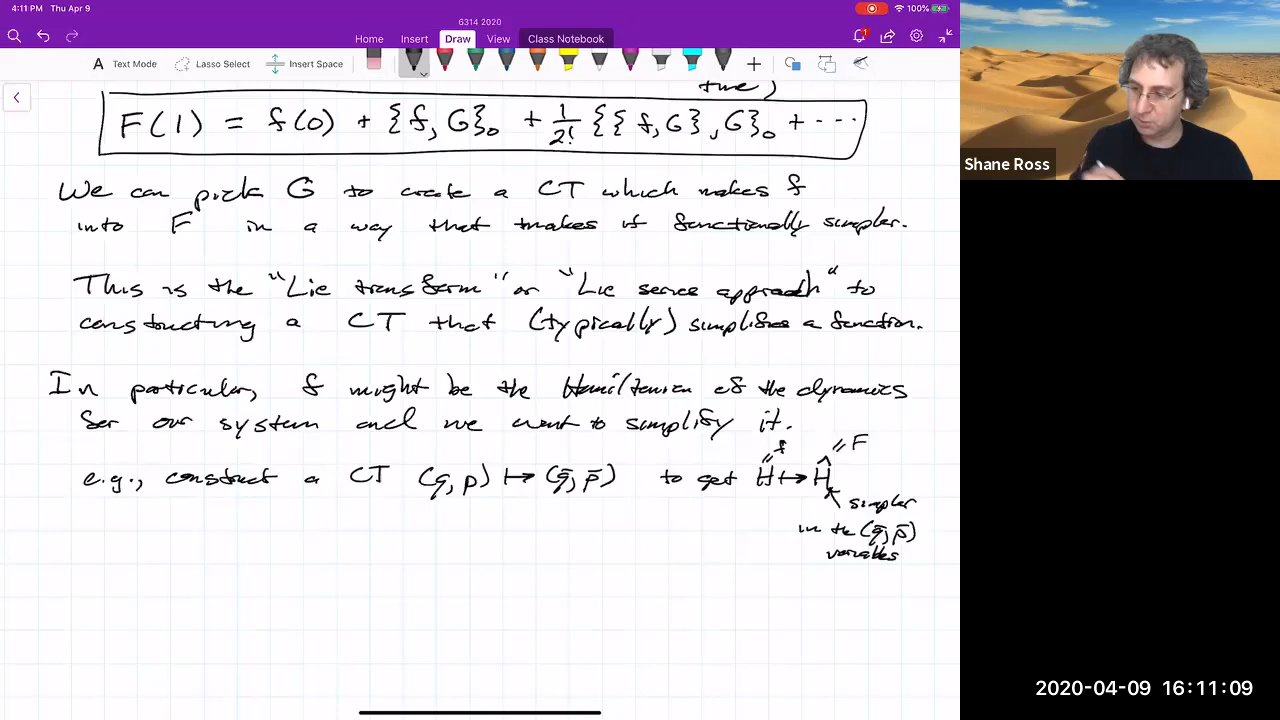 4:11 PM Thu Apr 9
100%
6314 2020
Home Insert Draw View Class Notebook
Text Mode Lasso Select Insert Space
time)
F(1) = f(0) + {f, G}₀ + 1/2! {{f, G}, G}₀ + ...
We can pick G to create a CT which makes f
into F in a way that makes it functionally simpler.
This is the "Lie transform" or "Lie series approach" to
constructing a CT that (typically) simplifies a function.
In particular, f might be the Hamiltonian of the dynamics
for our system and we want to simplify it.
= f
= F
e.g., construct a CT (q, p) ↦ (q̄, p̄) to get H ↦ Ĥ
simpler
in the (q̄, p̄)
variables
Shane Ross
2020-04-09 16:11:09